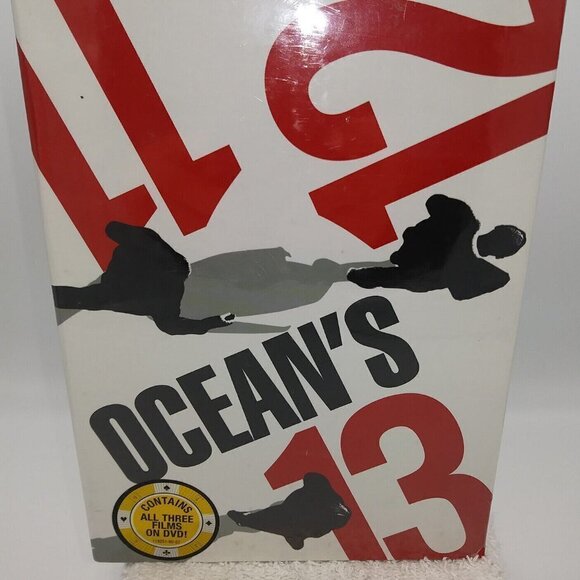 11
12
OCEAN'S
13
CONTAINS
ALL THREE
FILMS
ON DVD!